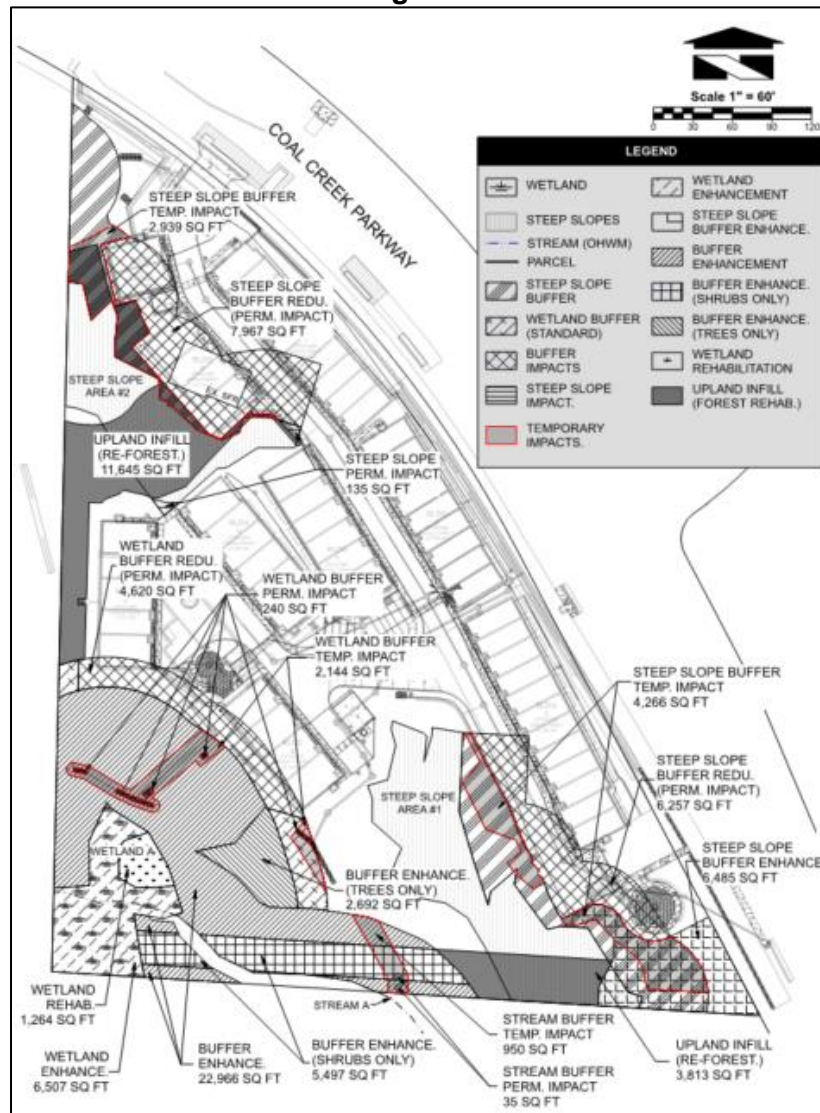 Scale 1" = 60'
0 30 60 90 120
COAL CREEK PARKWAY
LEGEND
WETLAND
STEEP SLOPES
STREAM (OHWM)
PARCEL
STEEP SLOPE
BUFFER
WETLAND BUFFER
(STANDARD)
BUFFER
IMPACTS
STEEP SLOPE
IMPACT.
TEMPORARY
IMPACTS.
WETLAND
ENHANCEMENT
STEEP SLOPE
BUFFER ENHANCE.
BUFFER
ENHANCEMENT
BUFFER ENHANCE.
(SHRUBS ONLY)
BUFFER ENHANCE.
(TREES ONLY)
WETLAND
REHABILITATION
UPLAND INFILL
(FOREST REHAB.)
STEEP SLOPE BUFFER
TEMP. IMPACT
2,939 SQ FT
STEEP SLOPE
BUFFER REDU.
(PERM. IMPACT)
7,967 SQ FT
STEEP SLOPE
AREA #2
EX. SFR
UPLAND INFILL
(RE-FOREST.)
11,645 SQ FT
STEEP SLOPE
PERM. IMPACT
135 SQ FT
WETLAND
BUFFER REDU.
(PERM. IMPACT)
4,620 SQ FT
WETLAND BUFFER
PERM. IMPACT
240 SQ FT
WETLAND BUFFER
TEMP. IMPACT
2,144 SQ FT
STEEP SLOPE BUFFER
TEMP. IMPACT
4,266 SQ FT
STEEP SLOPE
BUFFER REDU.
(PERM. IMPACT)
6,257 SQ FT
STEEP SLOPE
AREA #1
STEEP SLOPE
BUFFER ENHANCE.
6,485 SQ FT
WETLAND A
BUFFER ENHANCE.
(TREES ONLY)
2,692 SQ FT
WETLAND
REHAB.
1,264 SQ FT
STREAM A
WETLAND
ENHANCE.
6,507 SQ FT
BUFFER
ENHANCE.
22,966 SQ FT
BUFFER ENHANCE.
(SHRUBS ONLY)
5,497 SQ FT
STREAM BUFFER
TEMP. IMPACT
950 SQ FT
STREAM BUFFER
PERM. IMPACT
35 SQ FT
UPLAND INFILL
(RE-FOREST.)
3,813 SQ FT